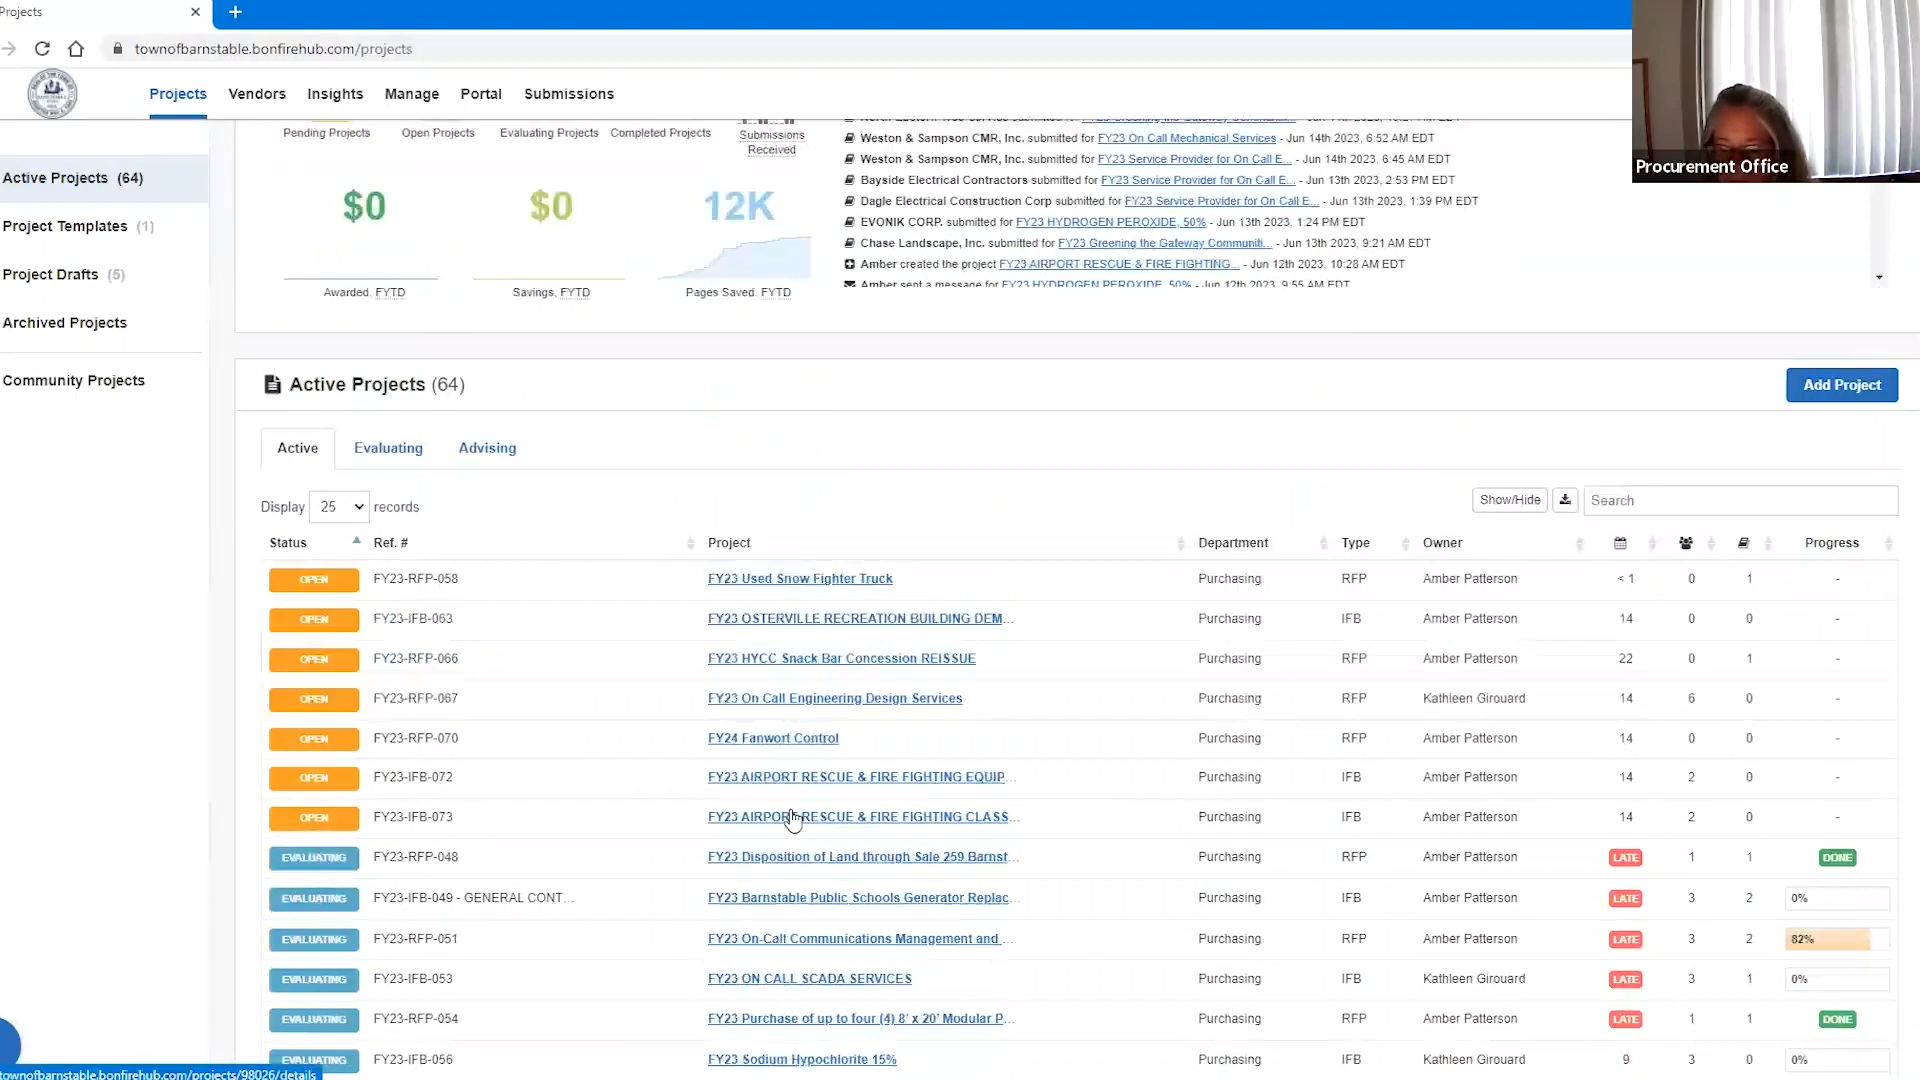 Projects
townofbarnstable.bonfirehub.com/projects
Projects Vendors Insights Manage Portal Submissions
Procurement Office
Active Projects (64)
Project Templates (1)
Project Drafts (5)
Archived Projects
Community Projects
Pending Projects Open Projects Evaluating Projects Completed Projects Submissions Received
$0 $0 12K
Awarded, FYTD Savings, FYTD Pages Saved, FYTD
Weston & Sampson CMR, Inc. submitted for FY23 On Call Mechanical Services - Jun 14th 2023, 6:52 AM EDT
Weston & Sampson CMR, Inc. submitted for FY23 Service Provider for On Call E... - Jun 14th 2023, 6:45 AM EDT
Bayside Electrical Contractors submitted for FY23 Service Provider for On Call E... - Jun 13th 2023, 2:53 PM EDT
Dagle Electrical Construction Corp submitted for FY23 Service Provider for On Call E... - Jun 13th 2023, 1:39 PM EDT
EVONIK CORP. submitted for FY23 HYDROGEN PEROXIDE, 50% - Jun 13th 2023, 1:24 PM EDT
Chase Landscape, Inc. submitted for FY23 Greening the Gateway Communiti... - Jun 13th 2023, 9:21 AM EDT
Amber created the project FY23 AIRPORT RESCUE & FIRE FIGHTING... - Jun 12th 2023, 10:28 AM EDT
Amber sent a message for FY23 HYDROGEN PEROXIDE, 50% - Jun 12th 2023, 9:55 AM EDT
Active Projects (64)
Add Project
Active Evaluating Advising
Display 25 records
Show/Hide Search
Status Ref. # Project Department Type Owner Progress
OPEN FY23-RFP-058 FY23 Used Snow Fighter Truck Purchasing RFP Amber Patterson < 1 0 1 -
OPEN FY23-IFB-063 FY23 OSTERVILLE RECREATION BUILDING DEM... Purchasing IFB Amber Patterson 14 0 0 -
OPEN FY23-RFP-066 FY23 HYCC Snack Bar Concession REISSUE Purchasing RFP Amber Patterson 22 0 1 -
OPEN FY23-RFP-067 FY23 On Call Engineering Design Services Purchasing RFP Kathleen Girouard 14 6 0 -
OPEN FY23-RFP-070 FY24 Fanwort Control Purchasing RFP Amber Patterson 14 0 0 -
OPEN FY23-IFB-072 FY23 AIRPORT RESCUE & FIRE FIGHTING EQUIP... Purchasing IFB Amber Patterson 14 2 0 -
OPEN FY23-IFB-073 FY23 AIRPORT RESCUE & FIRE FIGHTING CLASS... Purchasing IFB Amber Patterson 14 2 0 -
EVALUATING FY23-RFP-048 FY23 Disposition of Land through Sale 259 Barnst... Purchasing RFP Amber Patterson LATE 1 1 DONE
EVALUATING FY23-IFB-049 - GENERAL CONT... FY23 Barnstable Public Schools Generator Replac... Purchasing IFB Amber Patterson LATE 3 2 0%
EVALUATING FY23-RFP-051 FY23 On-Call Communications Management and ... Purchasing RFP Amber Patterson LATE 3 2 82%
EVALUATING FY23-IFB-053 FY23 ON CALL SCADA SERVICES Purchasing IFB Kathleen Girouard LATE 3 1 0%
EVALUATING FY23-RFP-054 FY23 Purchase of up to four (4) 8' x 20' Modular P... Purchasing RFP Amber Patterson LATE 1 1 DONE
EVALUATING FY23-IFB-056 FY23 Sodium Hypochlorite 15% Purchasing IFB Kathleen Girouard 9 3 0 0%
townofbarnstable.bonfirehub.com/projects/98026/details